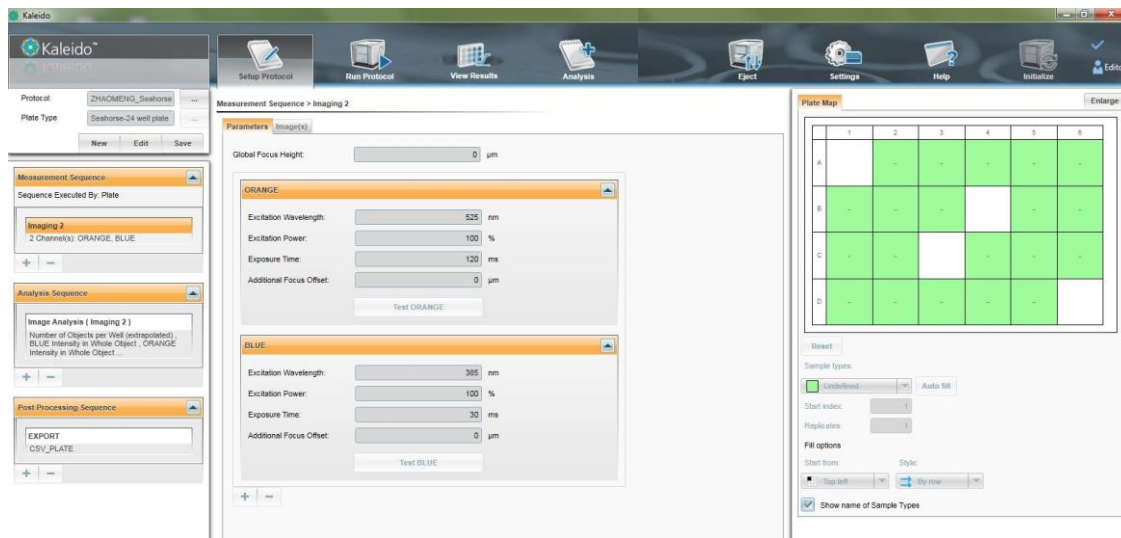 Kaleido
Kaleido™
Setup Protocol
Run Protocol
View Results
Analysis
Eject
Settings
Help
Initialize
Edito
Protocol:
ZHAOMENG_Seahorse
...
Plate Type
Seahorse-24 well plate
...
New
Edit
Save
Measurement Sequence
Sequence Executed By: Plate
Imaging 2
2 Channel(s): ORANGE, BLUE
+ −
Analysis Sequence
Image Analysis ( Imaging 2 )
Number of Objects per Well (extrapolated) ,
BLUE Intensity in Whole Object , ORANGE
Intensity in Whole Object ...
+ −
Post Processing Sequence
EXPORT
CSV_PLATE
+ −
Measurement Sequence > Imaging 2
Parameters
Image(s)
Global Focus Height: 0 µm
ORANGE
Excitation Wavelength: 525 nm
Excitation Power: 100 %
Exposure Time: 120 ms
Additional Focus Offset: 0 µm
Test ORANGE
BLUE
Excitation Wavelength: 385 nm
Excitation Power: 100 %
Exposure Time: 30 ms
Additional Focus Offset: 0 µm
Test BLUE
+ −
Plate Map
Enlarge
1 2 3 4 5 6
A - - - - -
B - - - - -
C - - - - -
D - - - - -
Reset
Sample types:
Undefined
Auto fill
Start index: 1
Replicates: 1
Fill options
Start from: Style:
Top left By row
Show name of Sample Types